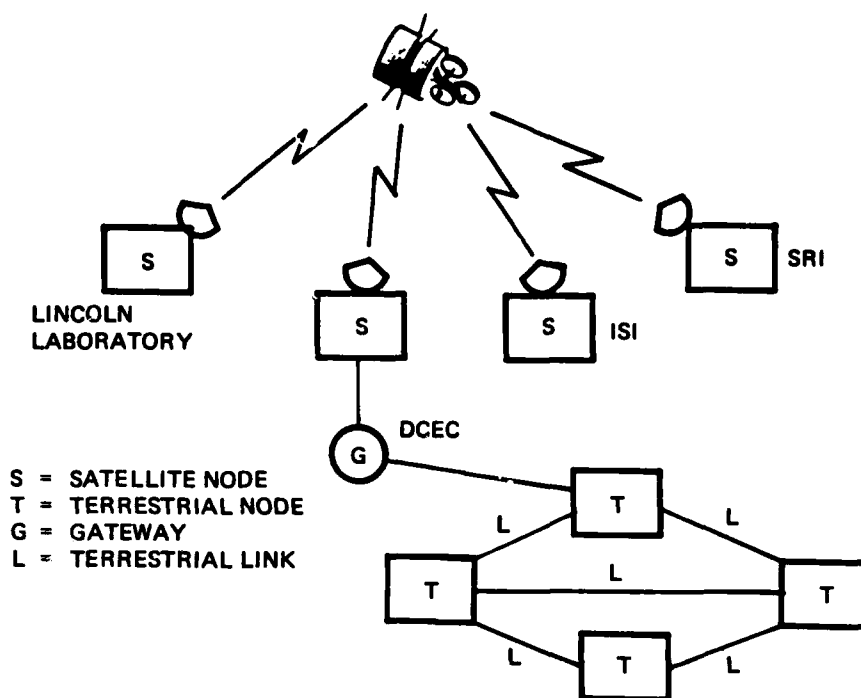 S
SRI
LINCOLN
LABORATORY
S
S
ISI
S
DCEC
G
S = SATELLITE NODE
T = TERRESTRIAL NODE
G = GATEWAY
L = TERRESTRIAL LINK
T
L
L
T
L
T
L
T
L